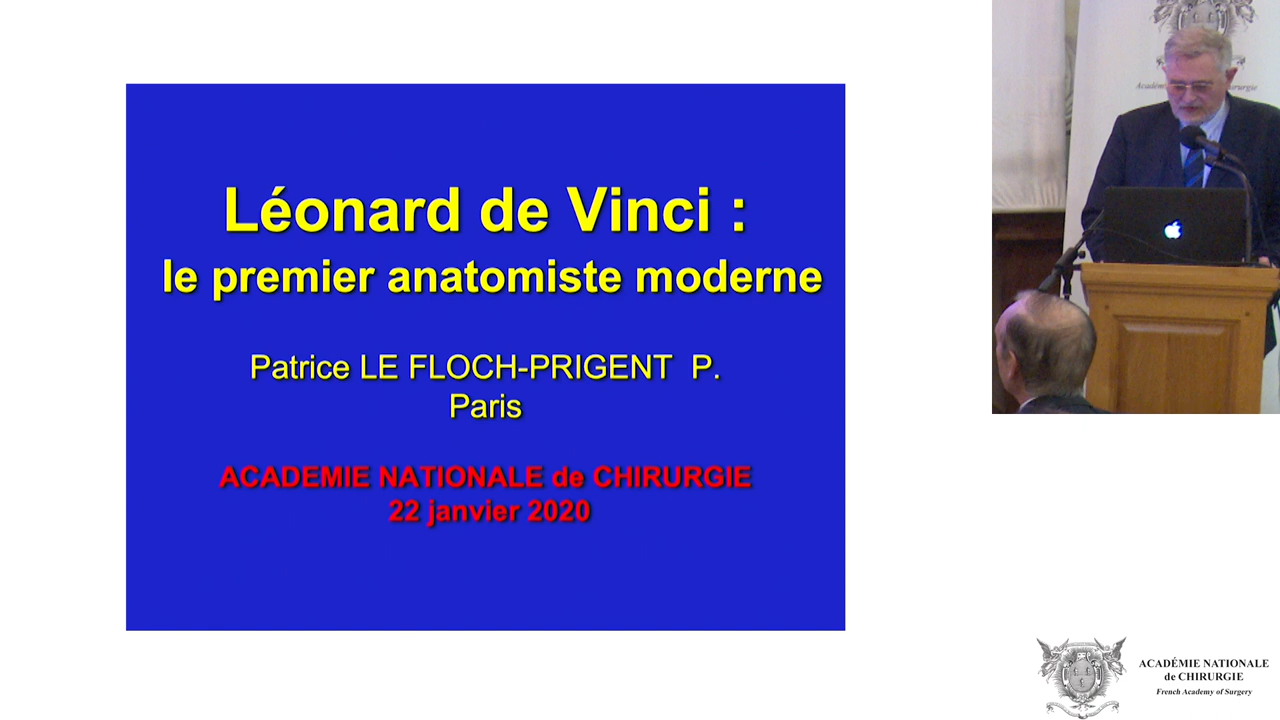 Léonard de Vinci :
le premier anatomiste moderne
Patrice LE FLOCH-PRIGENT P.
Paris
ACADEMIE NATIONALE de CHIRURGIE
22 janvier 2020
ACADÉMIE NATIONALE
de CHIRURGIE
French Academy of Surgery